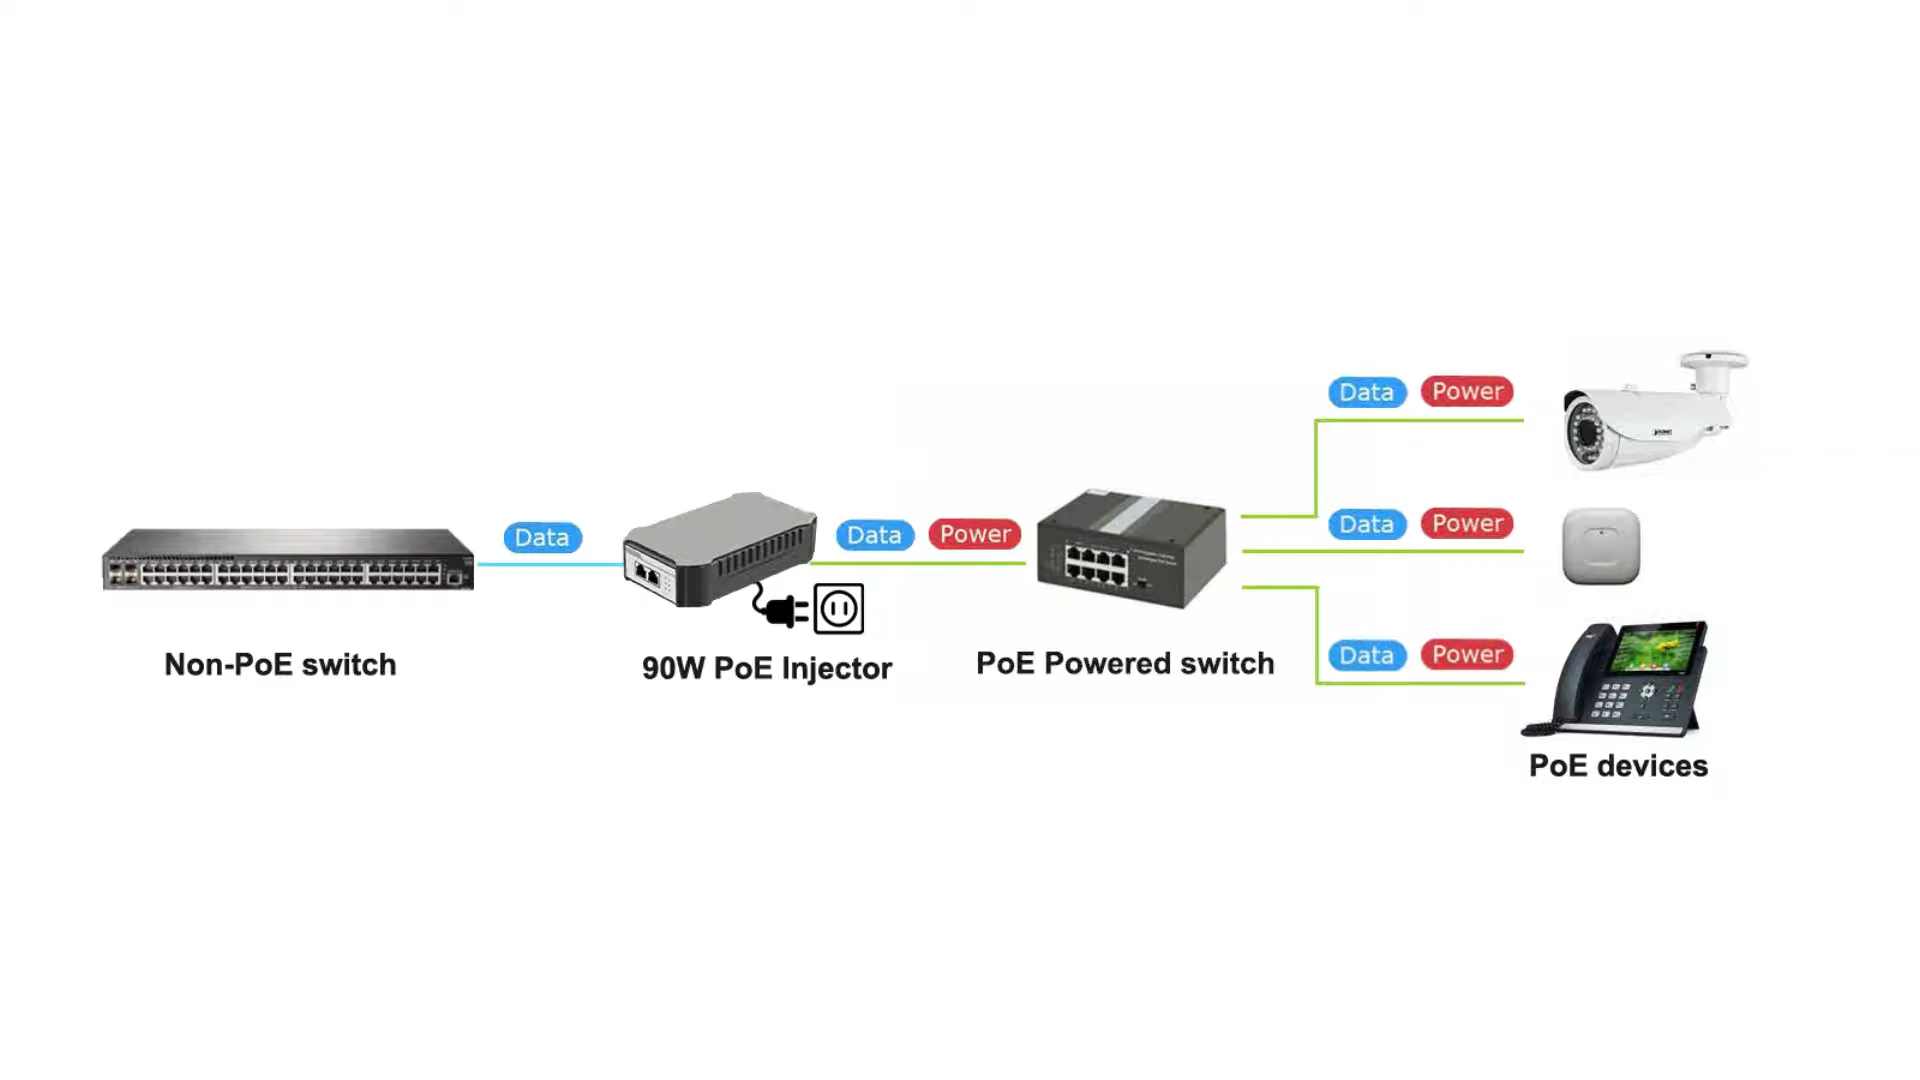 Data Power
Data
Data Power
Data Power
Non-PoE switch
90W PoE Injector
PoE Powered switch
Data Power
PoE devices